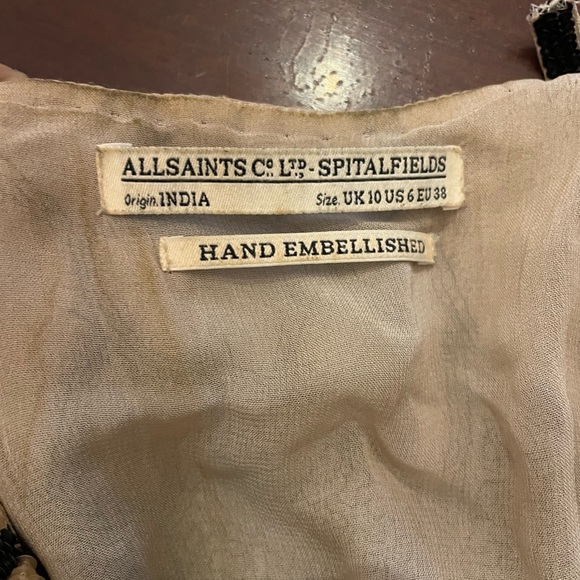 ALLSAINTS Cº. LTD.,-SPITALFIELDS
Origin. INDIA Size. UK 10 US 6 EU 38
HAND EMBELLISHED